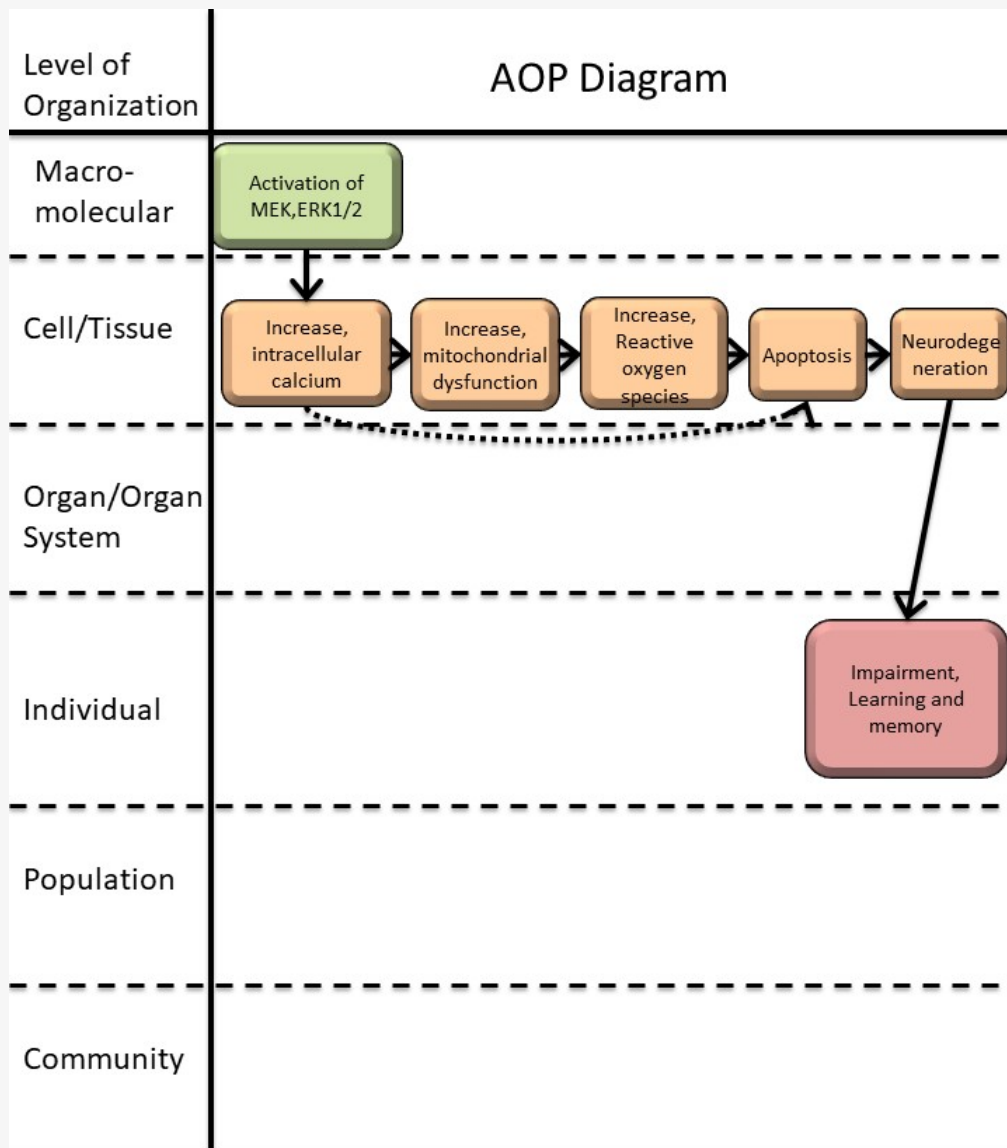 Level of
Organization
AOP Diagram
Macro-
molecular
Activation of
MEK,ERK1/2
Cell/Tissue
Increase,
intracellular
calcium
Increase,
mitochondrial
dysfunction
Increase,
Reactive
oxygen
species
Apoptosis
Neurodege
neration
Organ/Organ
System
Individual
Impairment,
Learning and
memory
Population
Community